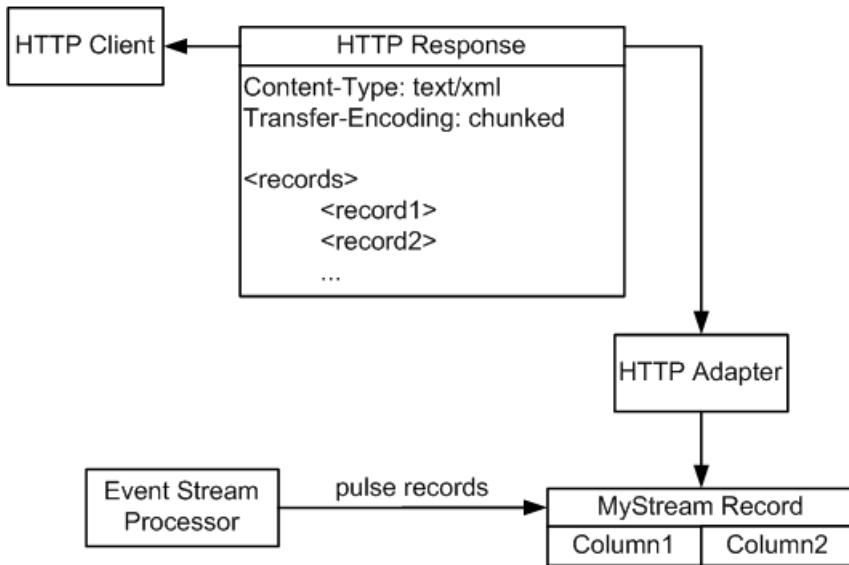 HTTP Client
HTTP Response
Content-Type: text/xml
Transfer-Encoding: chunked
<records>
<record1>
<record2>
...
HTTP Adapter
Event Stream
Processor
pulse records
MyStream Record
Column1
Column2